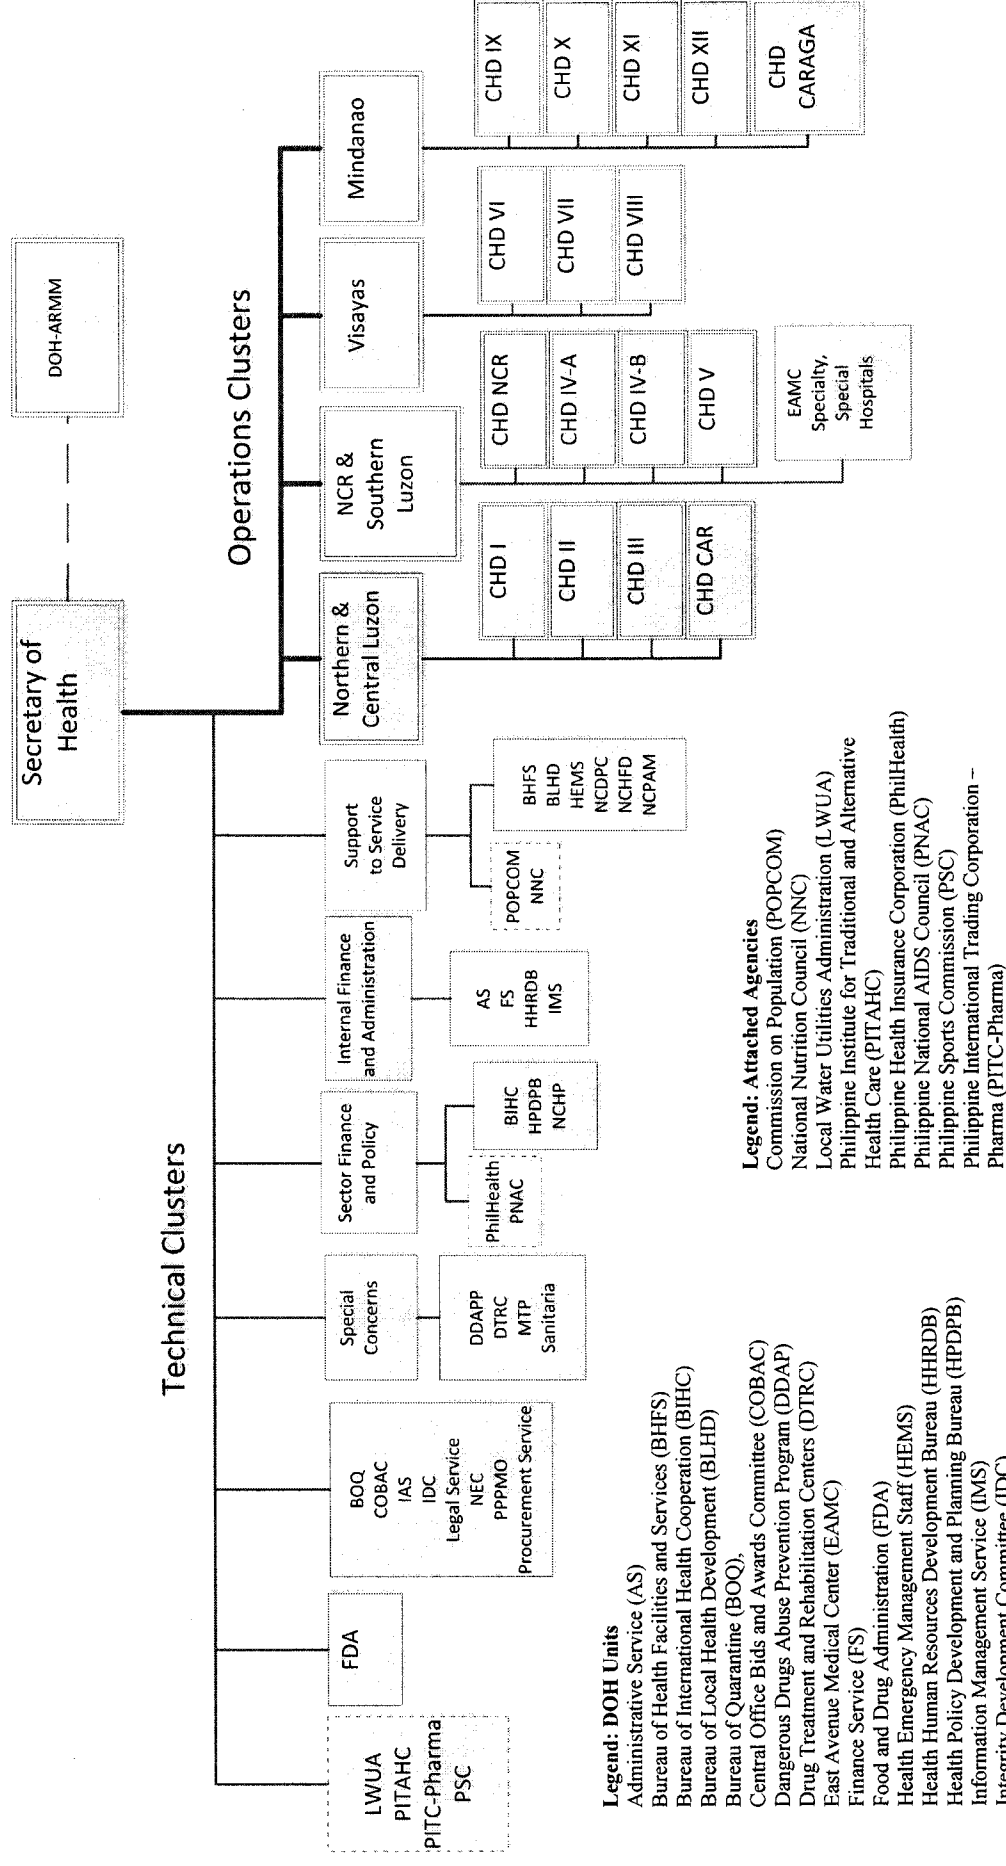 Secretary of
Health
DOH-ARMM
Technical Clusters
Operations Clusters
LWUA
PITAHC
PITC-Pharma
PSC
FDA
BOQ
COBAC
IAS
IDC
Legal Service
NEC
PPPMO
Procurement Service
Special
Concerns
DDAPP
DTRC
MTP
Sanitaria
Sector Finance
and Policy
PhilHealth
PNAC
BIHC
HPDPB
NCHP
Internal Finance
and Administration
AS
FS
HHRDB
IMS
Support
to Service
Delivery
POPCOM
NNC
BHFS
BLHD
HEMS
NCDPC
NCHFD
NCPAM
Northern &
Central Luzon
CHD I
CHD II
CHD III
CHD CAR
NCR &
Southern
Luzon
CHD NCR
CHD IV-A
CHD IV-B
CHD V
EAMC
Specialty,
Special
Hospitals
Visayas
CHD VI
CHD VII
CHD VIII
Mindanao
CHD IX
CHD X
CHD XI
CHD XII
CHD
CARAGA
Legend: DOH Units
Administrative Service (AS)
Bureau of Health Facilities and Services (BHFS)
Bureau of International Health Cooperation (BIHC)
Bureau of Local Health Development (BLHD)
Bureau of Quarantine (BOQ),
Central Office Bids and Awards Committee (COBAC)
Dangerous Drugs Abuse Prevention Program (DDAP)
Drug Treatment and Rehabilitation Centers (DTRC)
East Avenue Medical Center (EAMC)
Finance Service (FS)
Food and Drug Administration (FDA)
Health Emergency Management Staff (HEMS)
Health Human Resources Development Bureau (HHRDB)
Health Policy Development and Planning Bureau (HPDPB)
Information Management Service (IMS)
Integrity Development Committee (IDC)
Legend: Attached Agencies
Commission on Population (POPCOM)
National Nutrition Council (NNC)
Local Water Utilities Administration (LWUA)
Philippine Institute for Traditional and Alternative
Health Care (PITAHC)
Philippine Health Insurance Corporation (PhilHealth)
Philippine National AIDS Council (PNAC)
Philippine Sports Commission (PSC)
Philippine International Trading Corporation –
Pharma (PITC-Pharma)